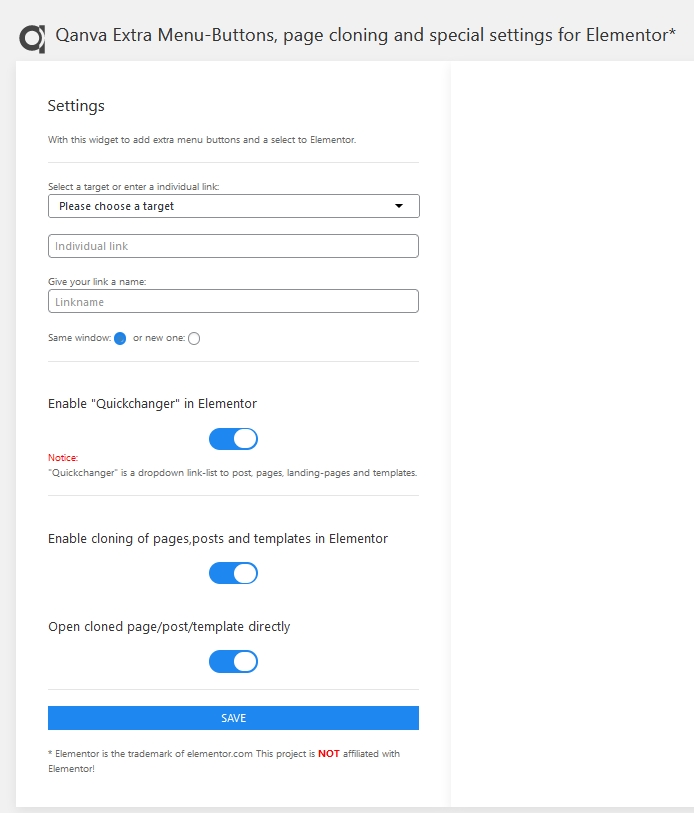 Qanva Extra Menu-Buttons, page cloning and special settings for Elementor*
Settings
With this widget to add extra menu buttons and a select to Elementor.
Select a target or enter a individual link:
Please choose a target
Individual link
Give your link a name:
Linkname
Same window: or new one:
Enable "Quickchanger" in Elementor
Notice:
"Quickchanger" is a dropdown link-list to post, pages, landing-pages and templates.
Enable cloning of pages,posts and templates in Elementor
Open cloned page/post/template directly
SAVE
* Elementor is the trademark of elementor.com This project is NOT affiliated with
Elementor!